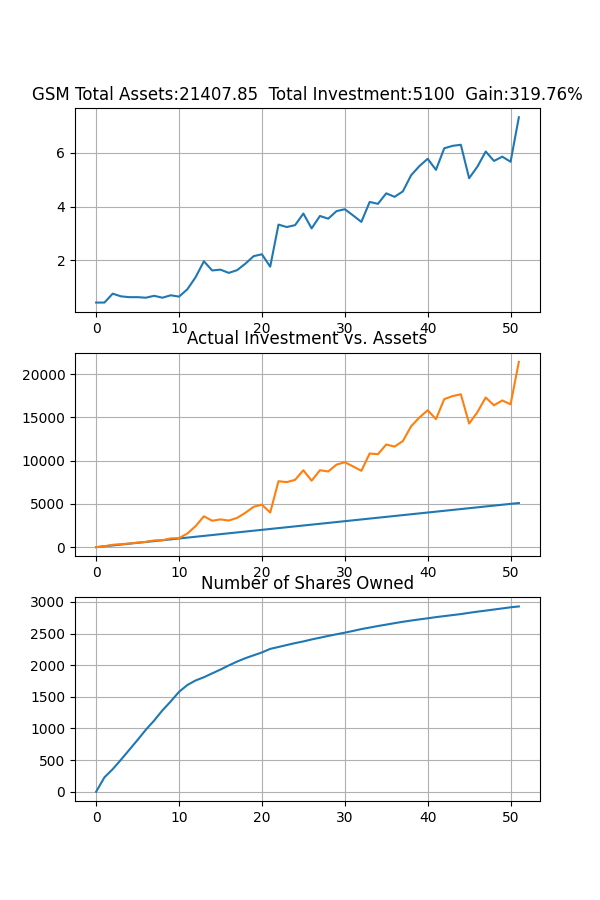 GSM Total Assets:21407.85  Total Investment:5100  Gain:319.76%
6
4
2
0 10 20 30 40 50
Actual Investment vs. Assets
20000
15000
10000
5000
0
0 10 20 30 40 50
Number of Shares Owned
3000
2500
2000
1500
1000
500
0
0 10 20 30 40 50